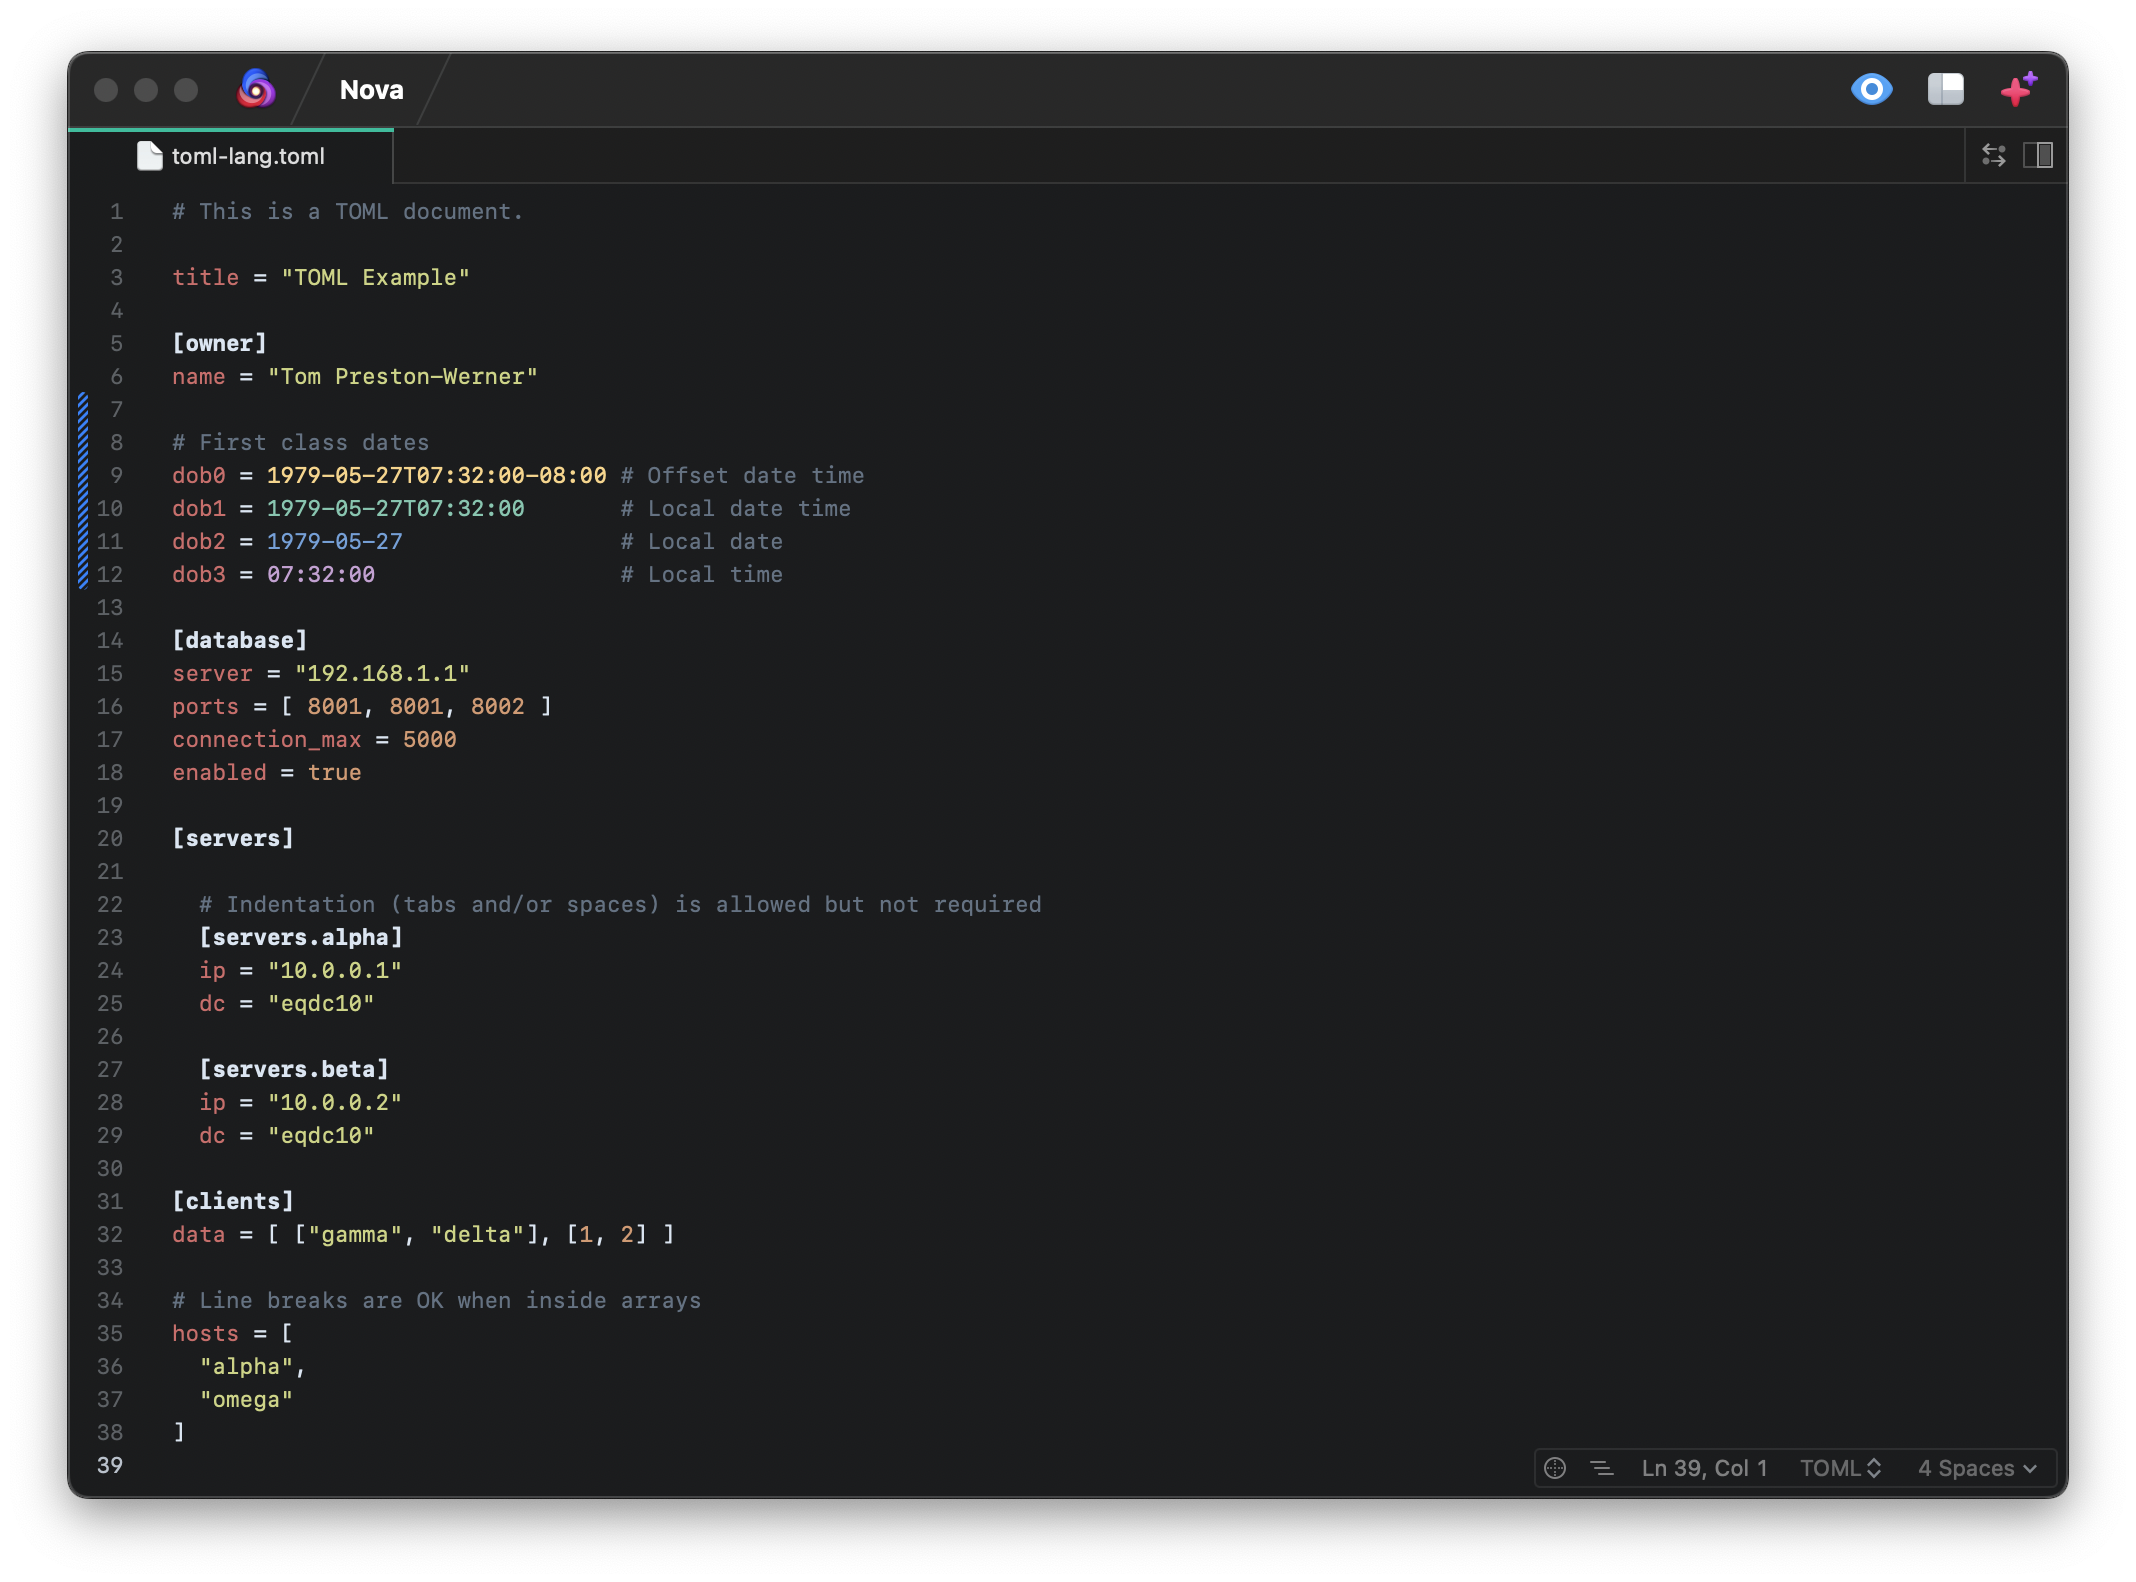 Nova
toml-lang.toml
1 # This is a TOML document.
2
3 title = "TOML Example"
4
5 [owner]
6 name = "Tom Preston-Werner"
7
8 # First class dates
9 dob0 = 1979-05-27T07:32:00-08:00 # Offset date time
10 dob1 = 1979-05-27T07:32:00       # Local date time
11 dob2 = 1979-05-27                # Local date
12 dob3 = 07:32:00                  # Local time
13
14 [database]
15 server = "192.168.1.1"
16 ports = [ 8001, 8001, 8002 ]
17 connection_max = 5000
18 enabled = true
19
20 [servers]
21
22   # Indentation (tabs and/or spaces) is allowed but not required
23   [servers.alpha]
24   ip = "10.0.0.1"
25   dc = "eqdc10"
26
27   [servers.beta]
28   ip = "10.0.0.2"
29   dc = "eqdc10"
30
31 [clients]
32 data = [ ["gamma", "delta"], [1, 2] ]
33
34 # Line breaks are OK when inside arrays
35 hosts = [
36   "alpha",
37   "omega"
38 ]
39
Ln 39, Col 1 TOML 4 Spaces